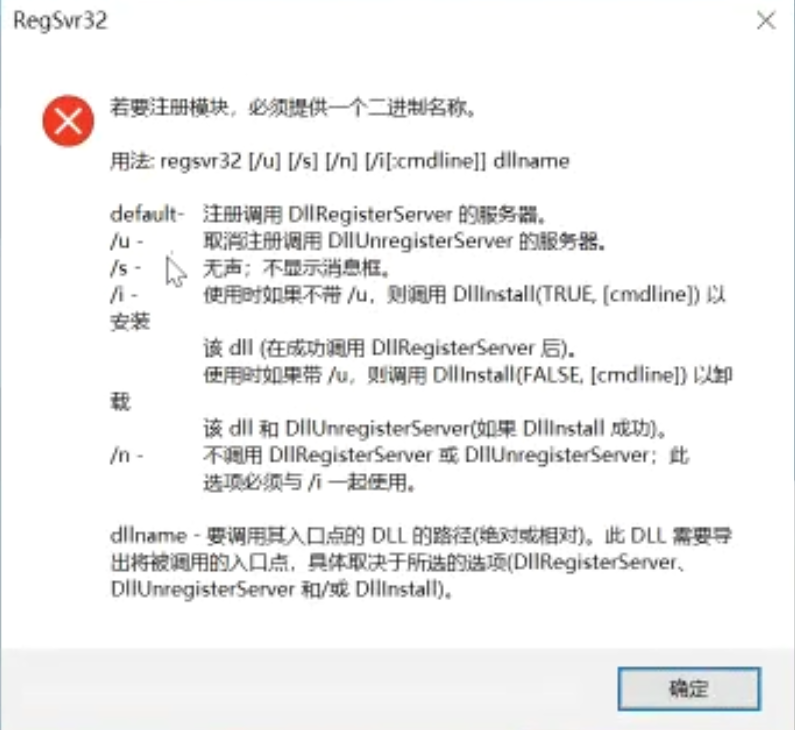 RegSvr32
若要注册模块，必须提供一个二进制名称。
用法: regsvr32 [/u] [/s] [/n] [/i[:cmdline]] dllname
default- 注册调用 DllRegisterServer 的服务器。
/u - 取消注册调用 DllUnregisterServer 的服务器。
/s - 无声；不显示消息框。
/i - 使用时如果不带 /u，则调用 DllInstall(TRUE, [cmdline]) 以
安装
该 dll (在成功调用 DllRegisterServer 后)。
使用时如果带 /u，则调用 DllInstall(FALSE, [cmdline]) 以卸
载
该 dll 和 DllUnregisterServer(如果 DllInstall 成功)。
/n - 不调用 DllRegisterServer 或 DllUnregisterServer；此
选项必须与 /i 一起使用。
dllname - 要调用其入口点的 DLL 的路径(绝对或相对)。此 DLL 需要导
出将被调用的入口点，具体取决于所选的选项(DllRegisterServer、
DllUnregisterServer 和/或 DllInstall)。
确定